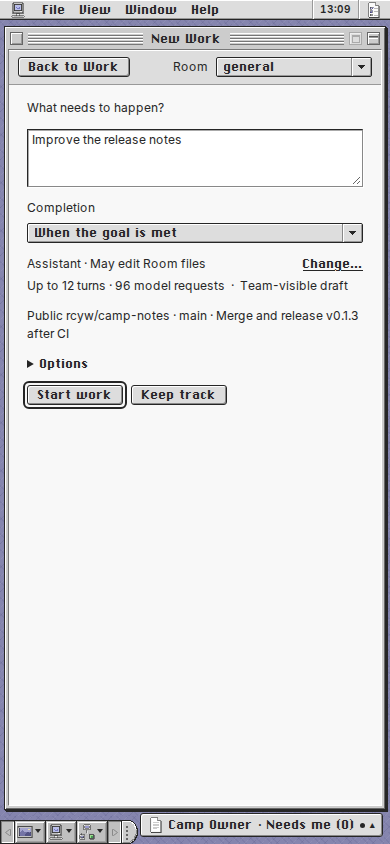 File View Window Help 13:09
New Work
Back to Work Room general
What needs to happen?
Improve the release notes
Completion
When the goal is met
Assistant · May edit Room files Change...
Up to 12 turns · 96 model requests · Team-visible draft
Public rcyw/camp-notes · main · Merge and release v0.1.3
after CI
Options
Start work Keep track
Camp Owner · Needs me (0)